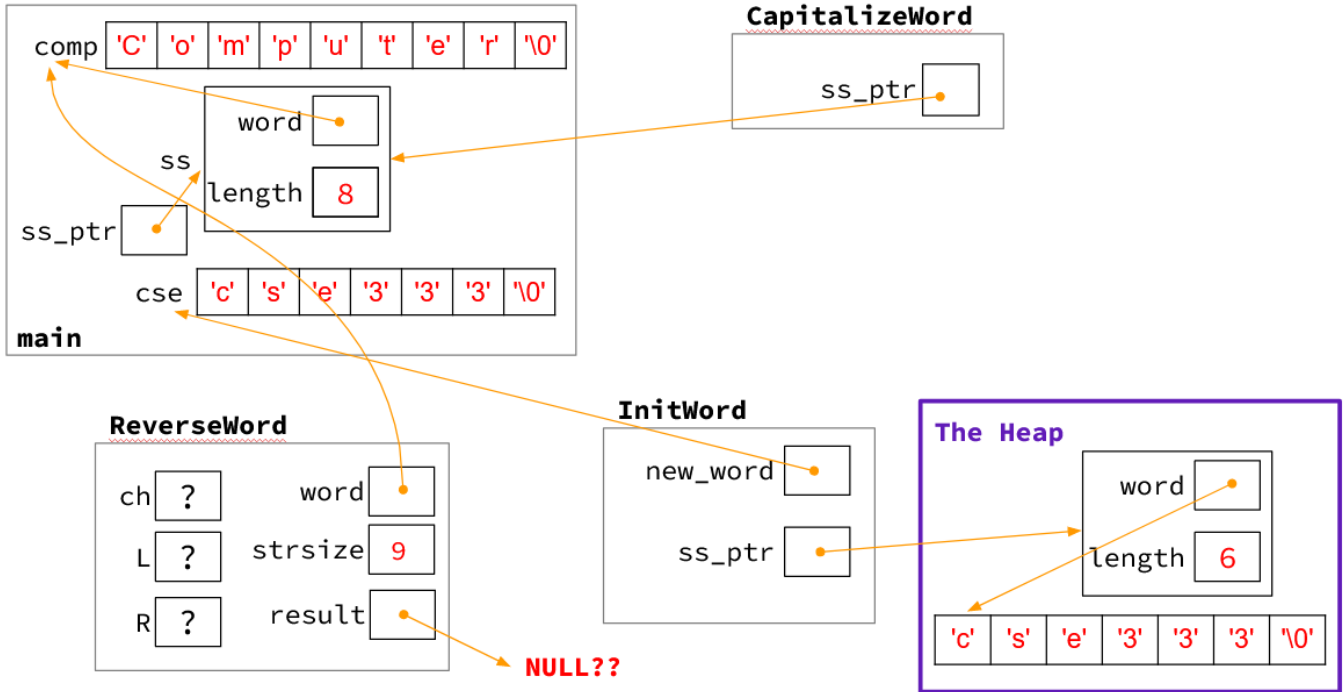 comp 'C' 'o' 'm' 'p' 'u' 't' 'e' 'r' '\0'
word
ss
length 8
ss_ptr
cse 'c' 's' 'e' '3' '3' '3' '\0'
main
CapitalizeWord
ss_ptr
ReverseWord
ch ? word
L ? strsize 9
R ? result
NULL??
InitWord
new_word
ss_ptr
The Heap
word
length 6
'c' 's' 'e' '3' '3' '3' '\0'